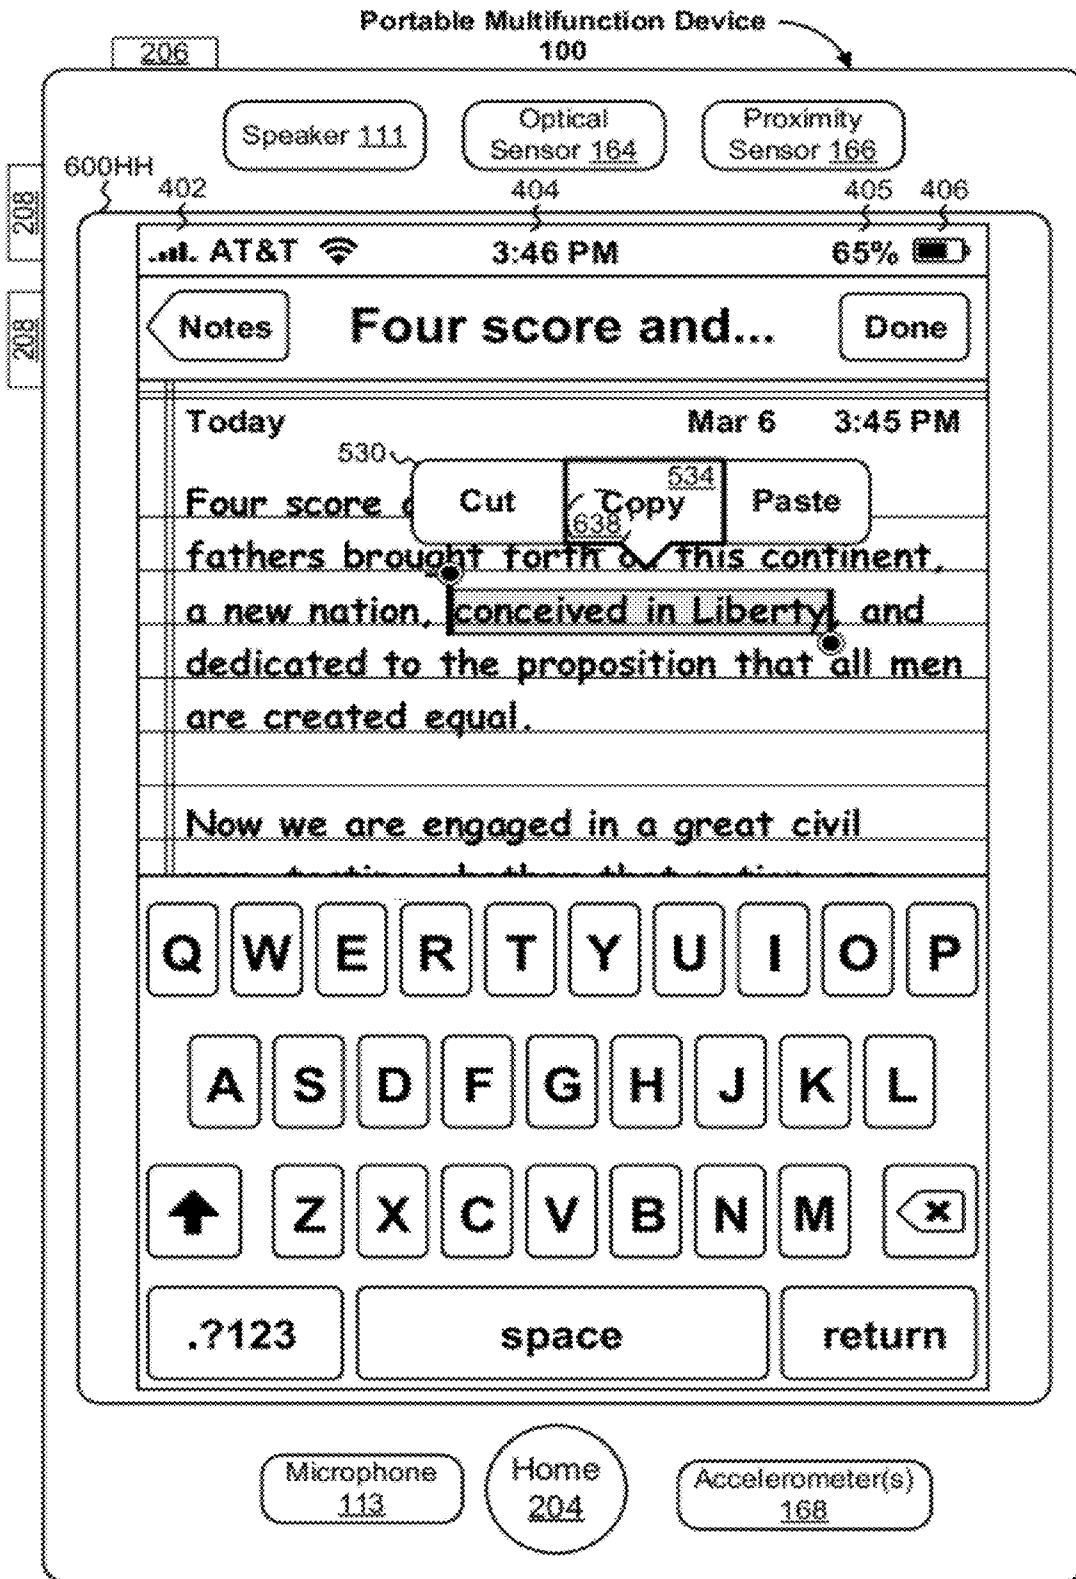 Portable Multifunction Device
100
206
Speaker 111
Optical
Sensor 164
Proximity
Sensor 166
600HH
402
404
405
406
208
208
AT&T
3:46 PM
65%
Notes
Four score and...
Done
Today
Mar 6
3:45 PM
530
Cut
Copy
534
638
Paste
Four score
fathers brought forth this continent,
a new nation, conceived in Liberty, and
dedicated to the proposition that all men
are created equal.
Now we are engaged in a great civil
Q W E R T Y U I O P
A S D F G H J K L
Z X C V B N M
.?123
space
return
Microphone
113
Home
204
Accelerometer(s)
168